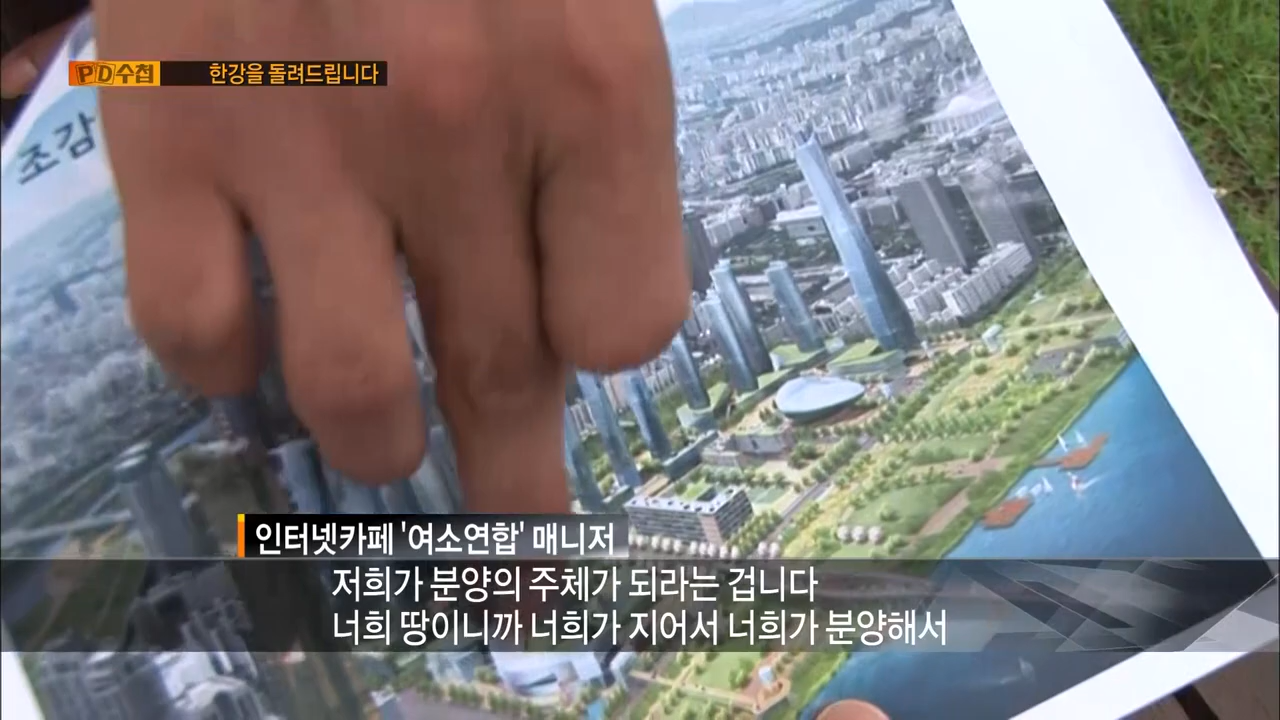 PD수첩 한강을 돌려드립니다
조감
인터넷카페 '여소연합' 매니저
저희가 분양의 주체가 되라는 겁니다
너희 땅이니까 너희가 지어서 너희가 분양해서